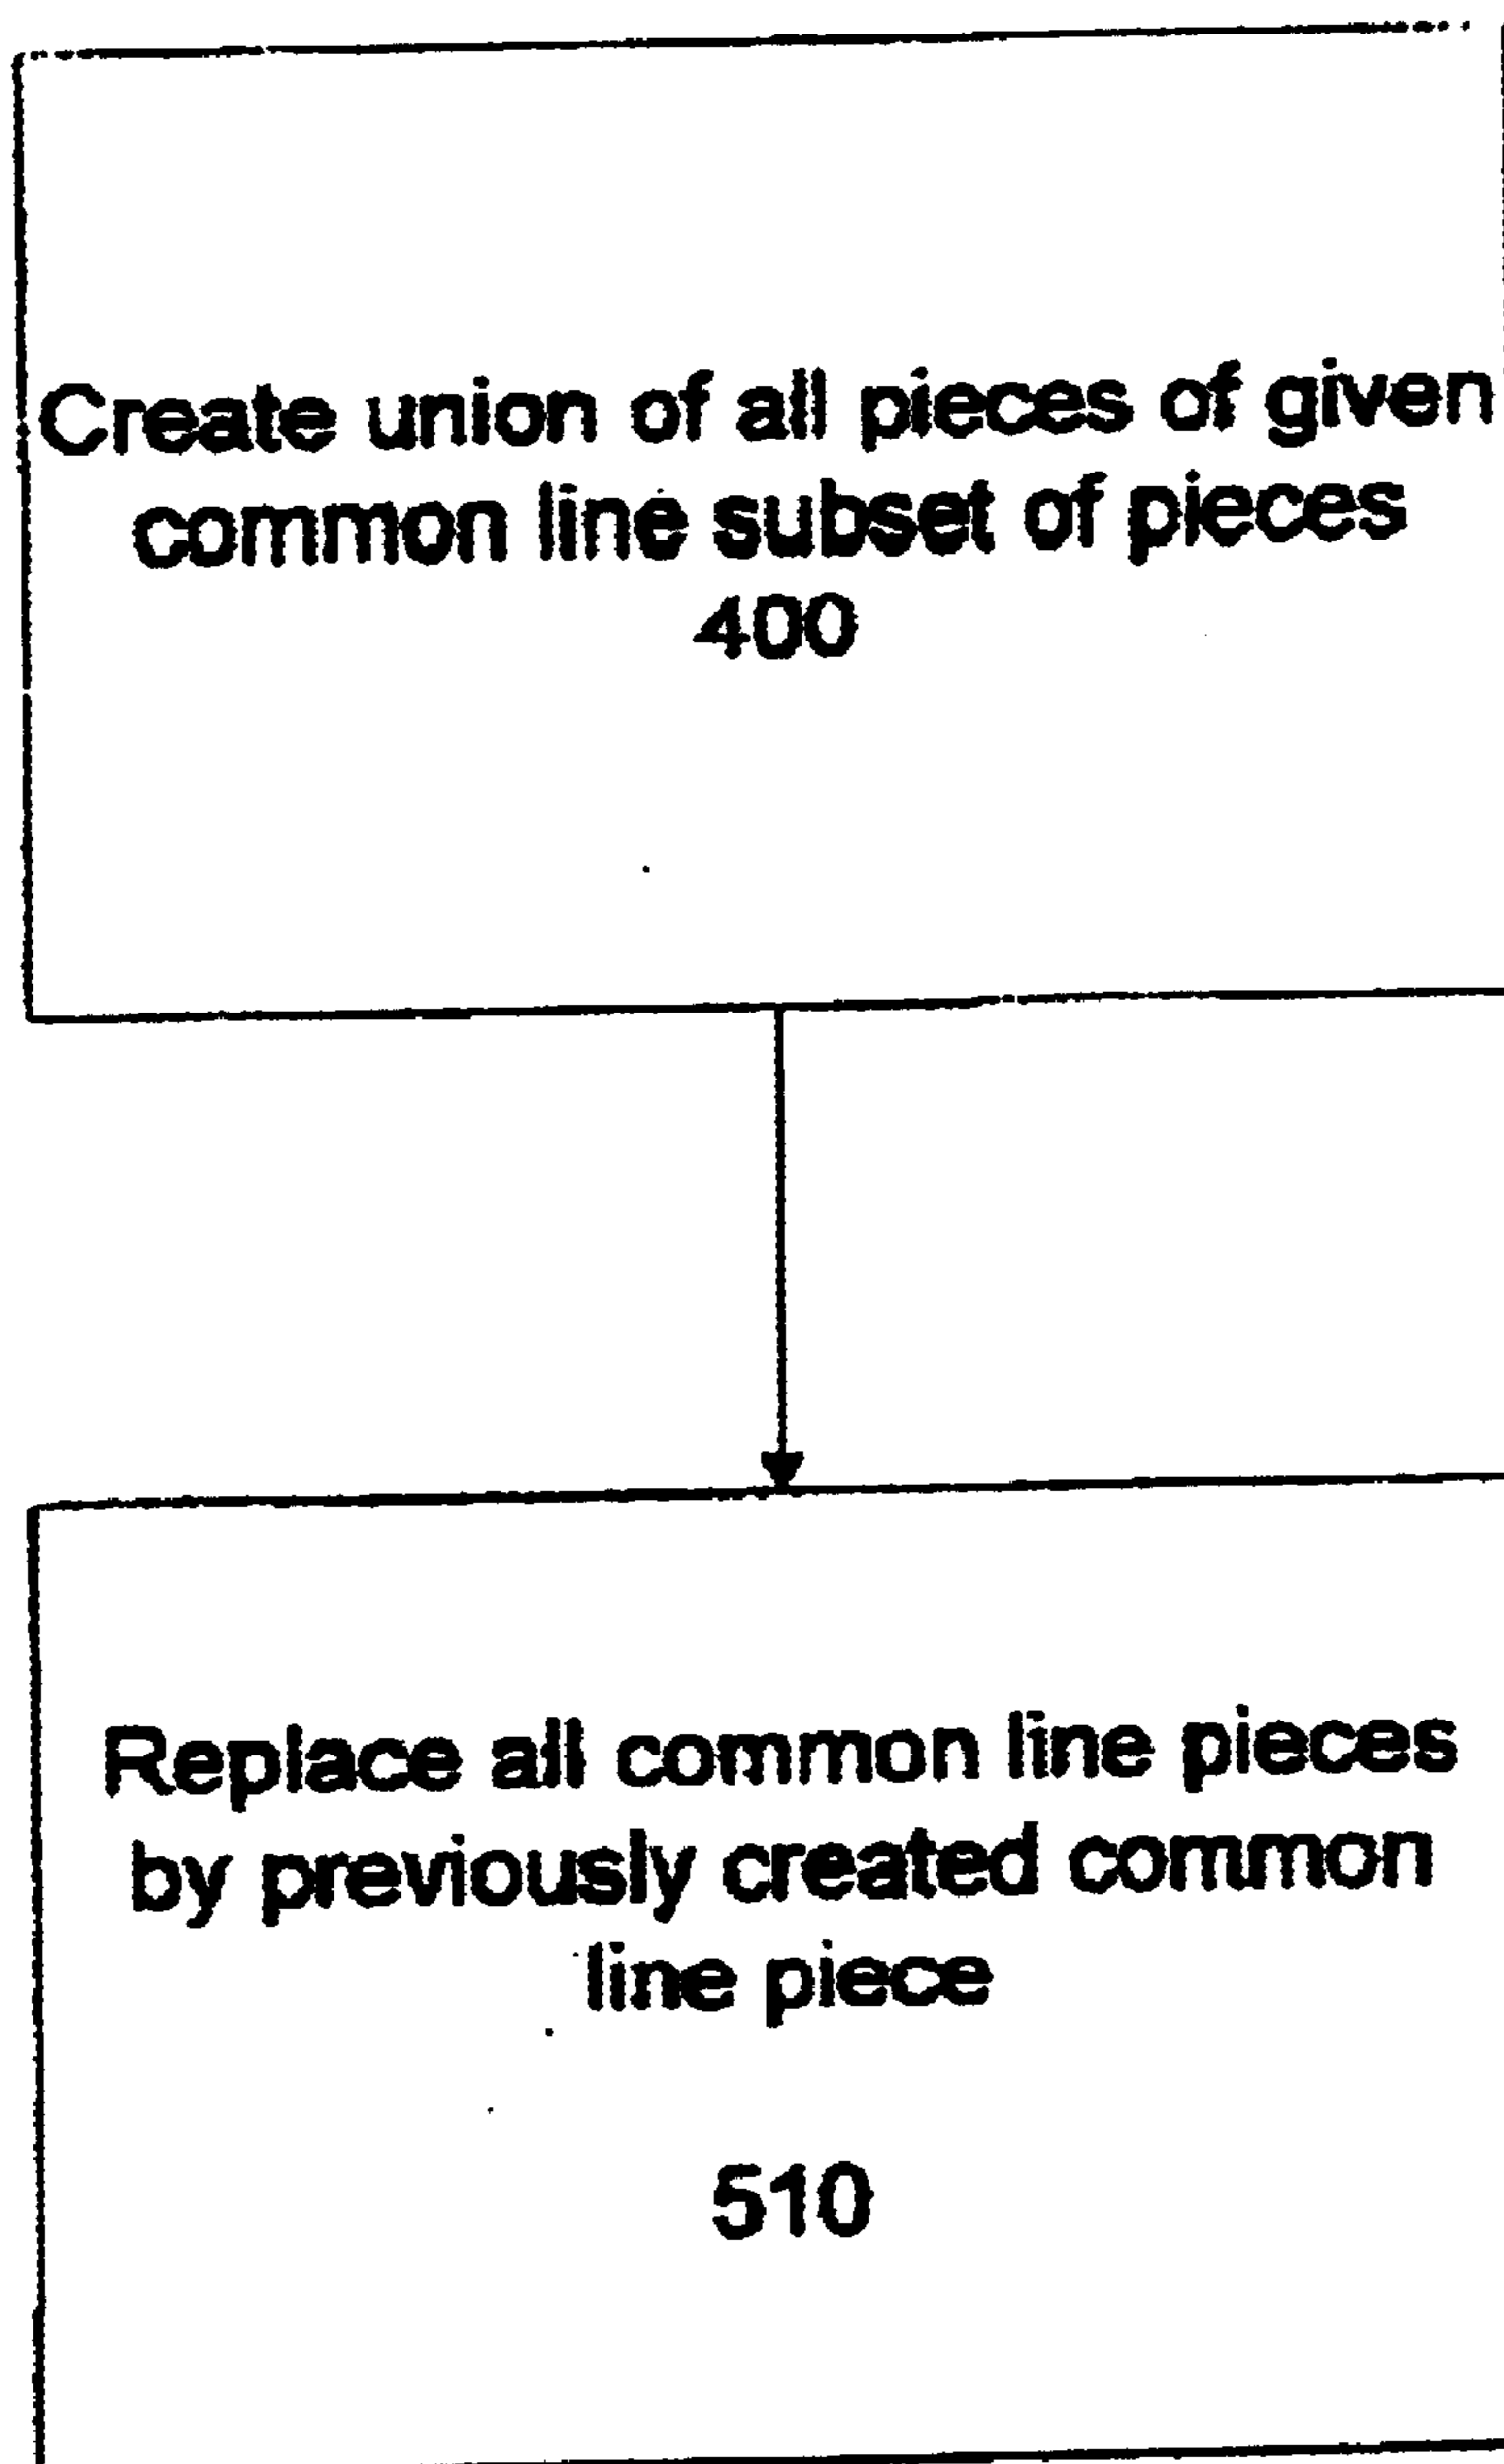 Create union of all pieces of given
common line subset of pieces
400
Replace all common line pieces
by previously created common
line piece
510